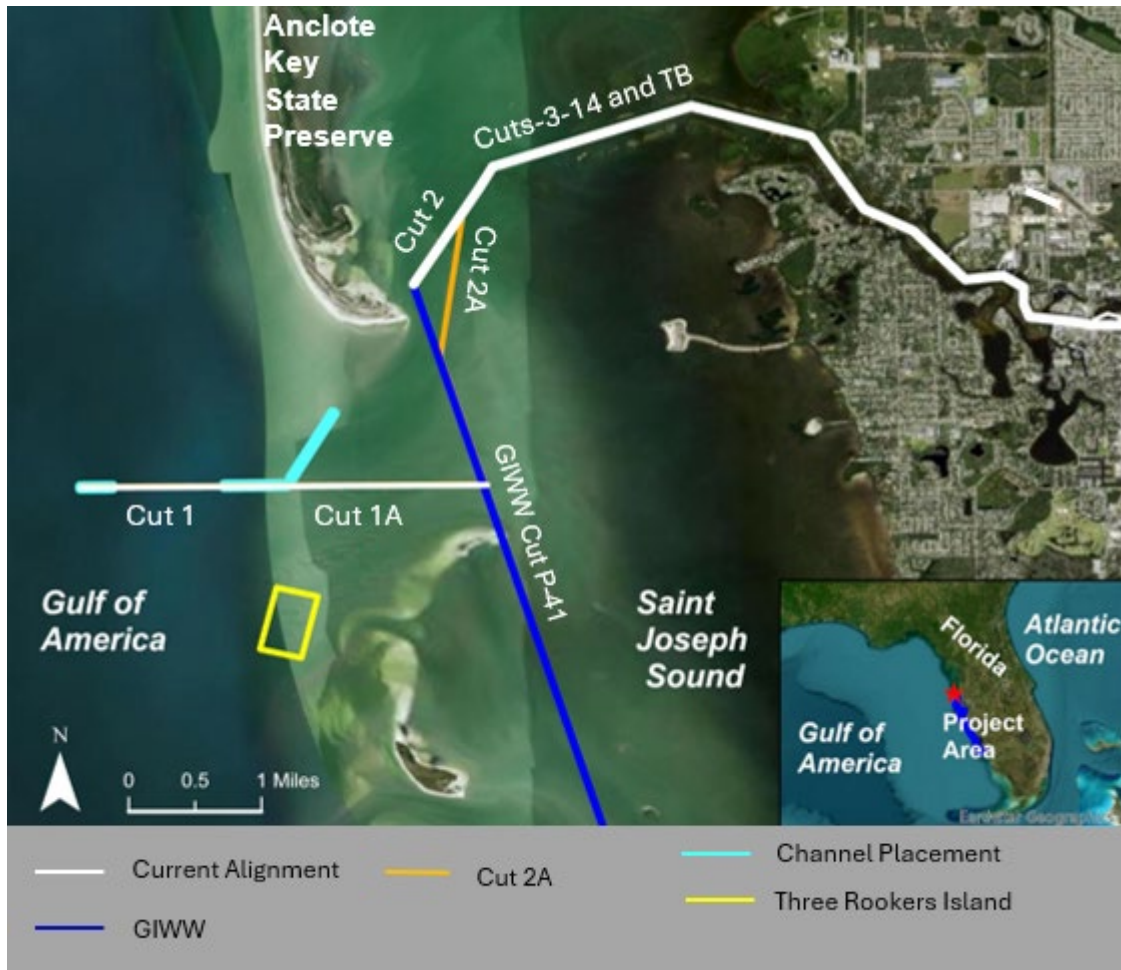 Anclote
Key
State
Preserve
Cuts-3-14 and TB
Cut 2
Cut 2A
GIWW Cut P-41
Cut 1
Cut 1A
Gulf of
America
Saint
Joseph
Sound
N
0 0.5 1 Miles
Florida
Atlantic
Ocean
Project
Area
Gulf of
America
Earthstar Geographics
Current Alignment
Cut 2A
Channel Placement
GIWW
Three Rookers Island